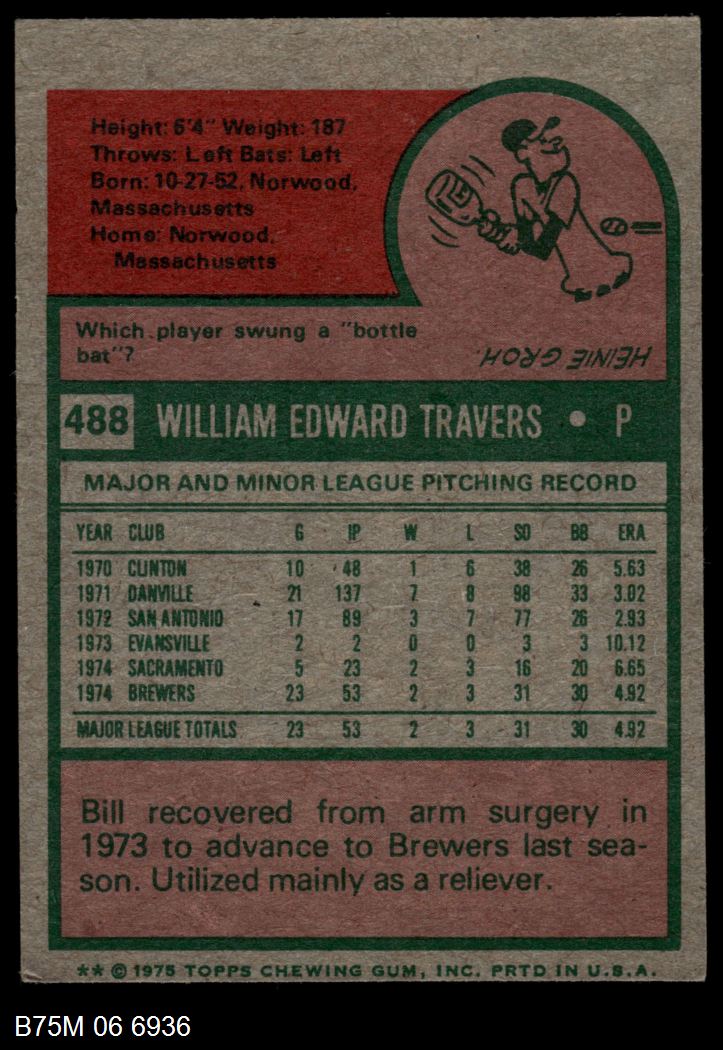 Height: 6'4" Weight: 187
Throws: Left Bats: Left
Born: 10-27-52, Norwood,
Massachusetts
Home: Norwood,
Massachusetts
Which player swung a "bottle
bat"?
HEINIE GROH.
488 WILLIAM EDWARD TRAVERS • P
MAJOR AND MINOR LEAGUE PITCHING RECORD
YEAR CLUB G IP W L SO BB ERA
1970 CLINTON 10 48 1 6 38 26 5.63
1971 DANVILLE 21 137 7 8 98 33 3.02
1972 SAN ANTONIO 17 89 3 7 77 26 2.93
1973 EVANSVILLE 2 2 0 0 3 3 10.12
1974 SACRAMENTO 5 23 2 3 16 20 6.65
1974 BREWERS 23 53 2 3 31 30 4.92
MAJOR LEAGUE TOTALS 23 53 2 3 31 30 4.92
Bill recovered from arm surgery in
1973 to advance to Brewers last sea-
son. Utilized mainly as a reliever.
** © 1975 TOPPS CHEWING GUM, INC. PRTD IN U.S.A.
B75M 06 6936